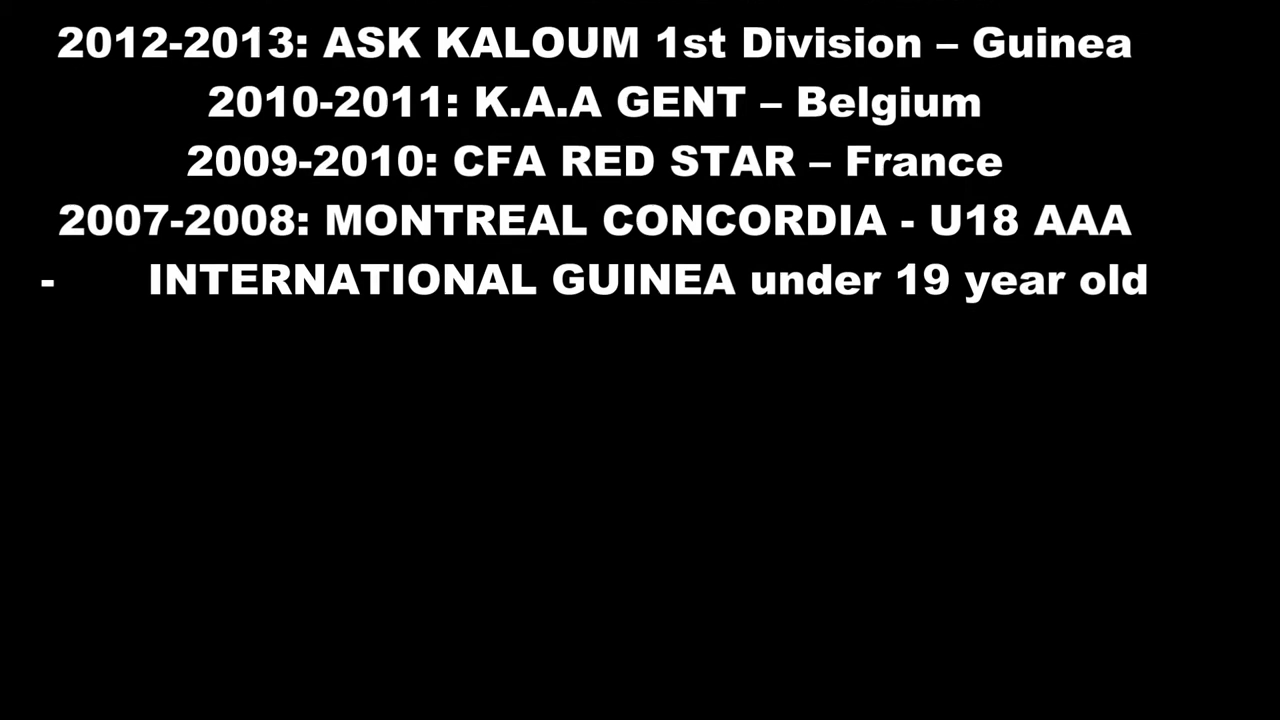 2012-2013: ASK KALOUM 1st Division – Guinea
2010-2011: K.A.A GENT – Belgium
2009-2010: CFA RED STAR – France
2007-2008: MONTREAL CONCORDIA - U18 AAA
- INTERNATIONAL GUINEA under 19 year old